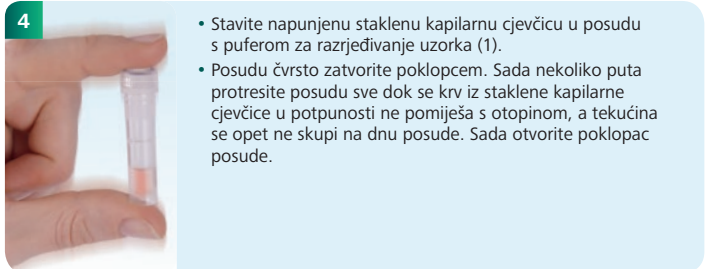 4
• Stavite napunjenu staklenu kapilarnu cjevčicu u posudu
s puferom za razrjeđivanje uzorka (1).
• Posudu čvrsto zatvorite poklopcem. Sada nekoliko puta
protresite posudu sve dok se krv iz staklene kapilarne
cjevčice u potpunosti ne pomiješa s otopinom, a tekućina
se opet ne skupi na dnu posude. Sada otvorite poklopac
posude.